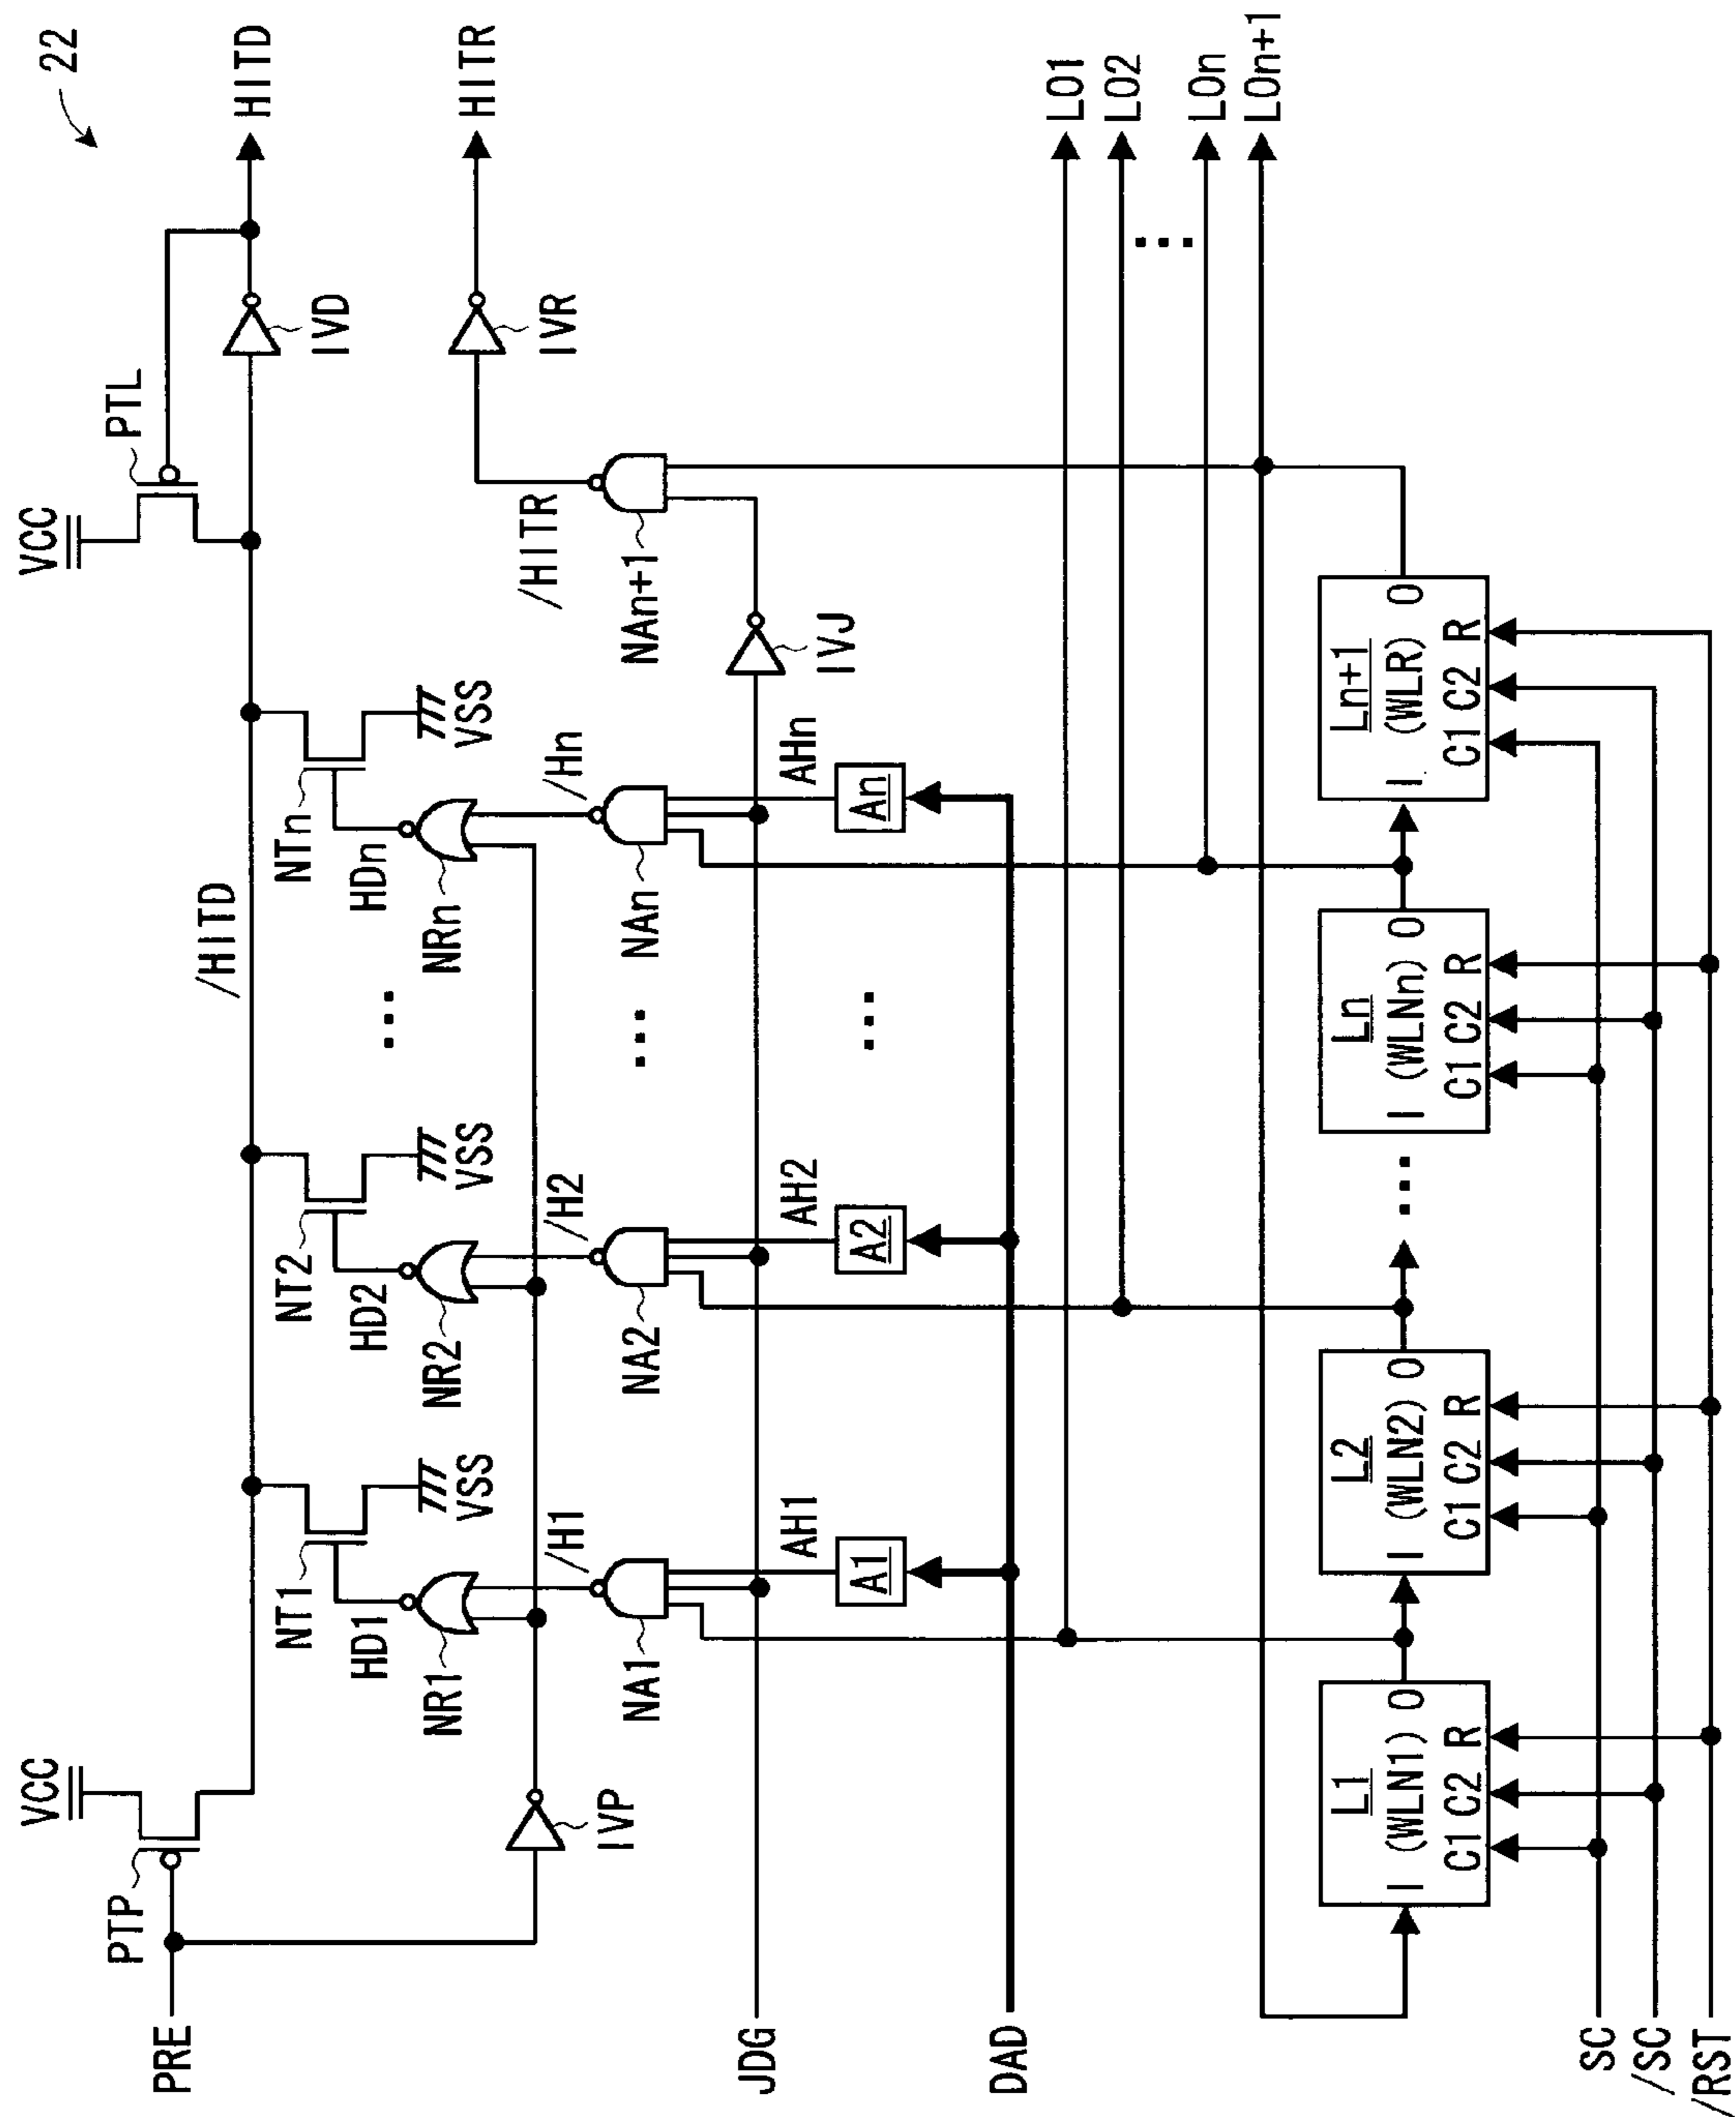 22
VCC
PTP
PRE
/HITD
VCC
PTL
IVD
HITD
NT1
VSS
HD1
NR1
NT2
VSS
HD2
NR2
...
NTn
VSS
HDn
NRn
IVP
/H1
NA1
/H2
NA2
...
/Hn
NAn
/HITR
NAn+1
IVR
HITR
JDG
IVJ
AH1
A1
AH2
A2
...
AHn
An
DAD
LO1
LO2
...
LOn
LOn+1
L1
I (WLN1) O
C1 C2 R
L2
I (WLN2) O
C1 C2 R
...
Ln
I (WLNn) O
C1 C2 R
Ln+1
I (WLR) O
C1 C2 R
SC
/SC
/RST